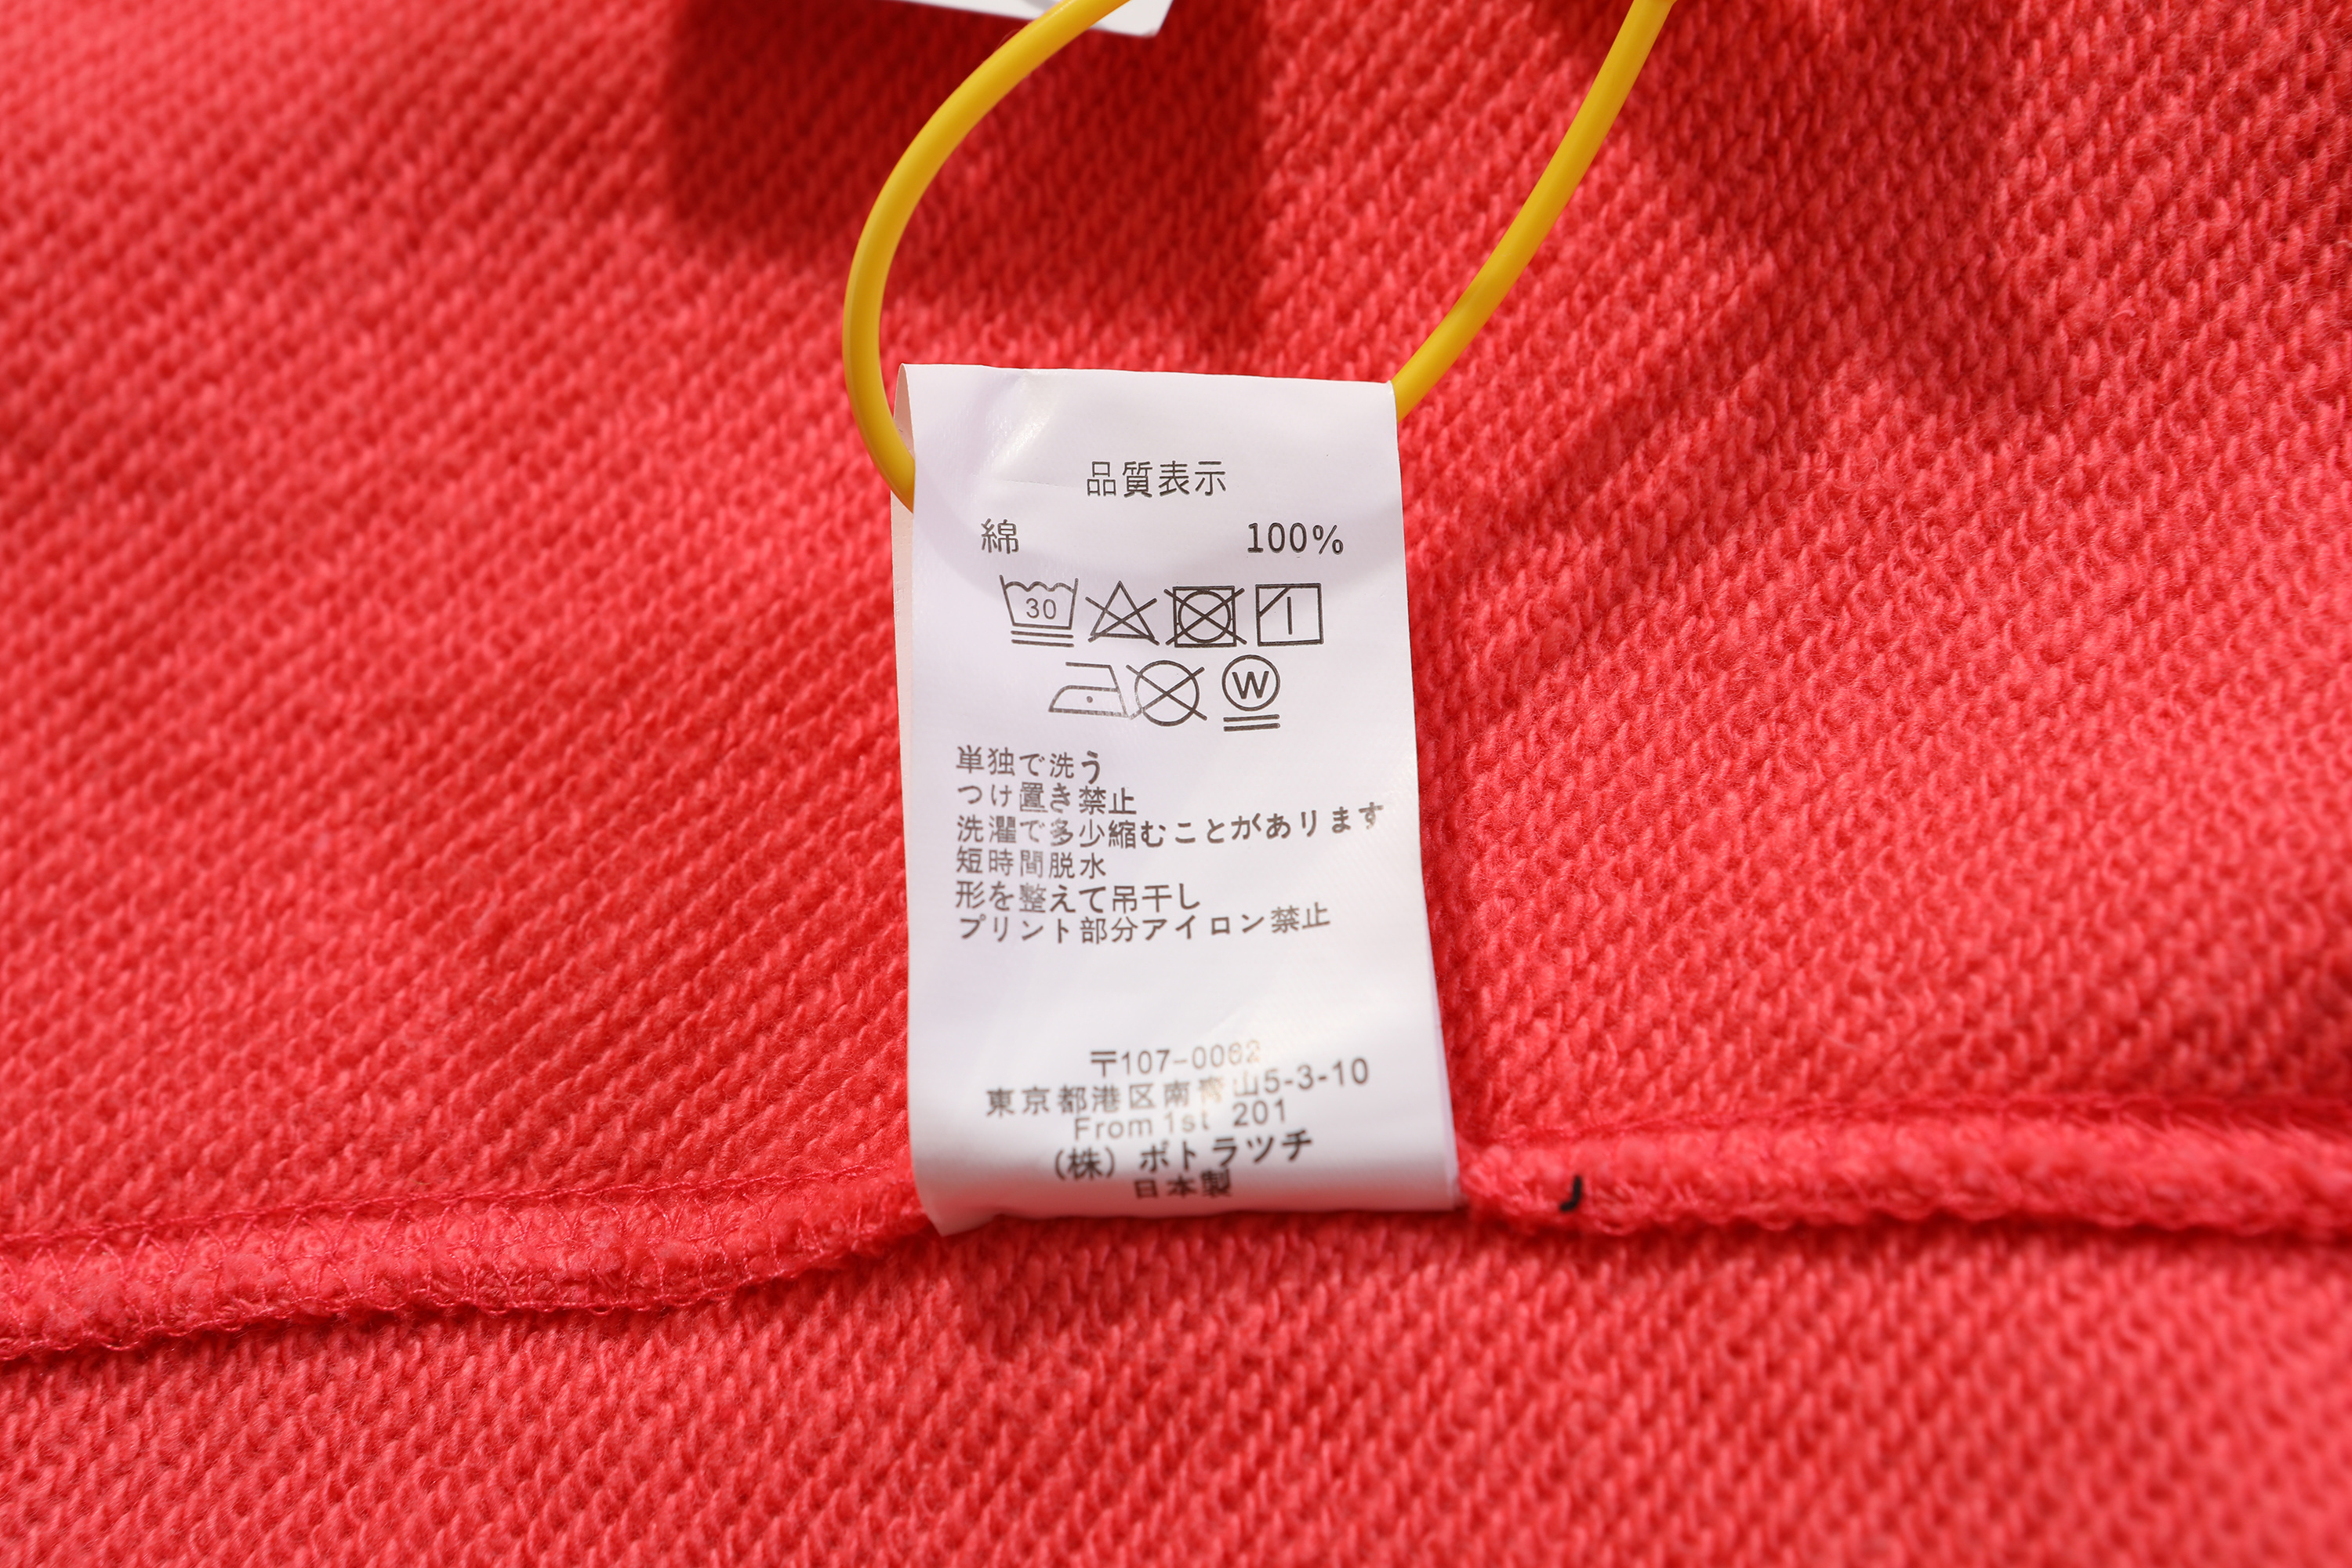 品質表示
綿 100%
30
W
単独で洗う
つけ置き禁止
洗濯で多少縮むことがあります
短時間脱水
形を整えて吊干し
プリント部分アイロン禁止
〒107-0062
東京都港区南青山5-3-10
From 1st 201
(株) ボトラツチ
日本製